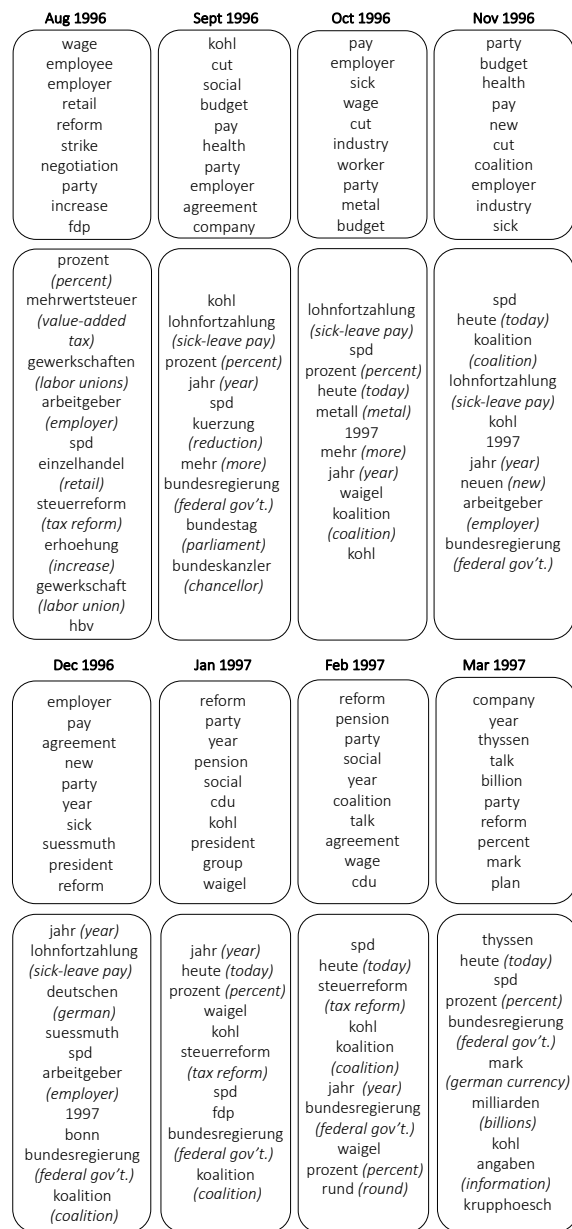 Aug 1996
wage
employee
employer
retail
reform
strike
negotiation
party
increase
fdp
Sept 1996
kohl
cut
social
budget
pay
health
party
employer
agreement
company
Oct 1996
pay
employer
sick
wage
cut
industry
worker
party
metal
budget
Nov 1996
party
budget
health
pay
new
cut
coalition
employer
industry
sick
prozent
(percent)
mehrwertsteuer
(value-added
tax)
gewerkschaften
(labor unions)
arbeitgeber
(employer)
spd
einzelhandel
(retail)
steuerreform
(tax reform)
erhoehung
(increase)
gewerkschaft
(labor union)
hbv
kohl
lohnfortzahlung
(sick-leave pay)
prozent (percent)
jahr (year)
spd
kuerzung
(reduction)
mehr (more)
bundesregierung
(federal gov't.)
bundestag
(parliament)
bundeskanzler
(chancellor)
lohnfortzahlung
(sick-leave pay)
spd
prozent (percent)
heute (today)
metall (metal)
1997
mehr (more)
jahr (year)
waigel
koalition
(coalition)
kohl
spd
heute (today)
koalition
(coalition)
lohnfortzahlung
(sick-leave pay)
kohl
1997
jahr (year)
neuen (new)
arbeitgeber
(employer)
bundesregierung
(federal gov't.)
Dec 1996
employer
pay
agreement
new
party
year
sick
suessmuth
president
reform
Jan 1997
reform
party
year
pension
social
cdu
kohl
president
group
waigel
Feb 1997
reform
pension
party
social
year
coalition
talk
agreement
wage
cdu
Mar 1997
company
year
thyssen
talk
billion
party
reform
percent
mark
plan
jahr (year)
lohnfortzahlung
(sick-leave pay)
deutschen
(german)
suessmuth
spd
arbeitgeber
(employer)
1997
bonn
bundesregierung
(federal gov't.)
koalition
(coalition)
jahr (year)
heute (today)
prozent (percent)
waigel
kohl
steuerreform
(tax reform)
spd
fdp
bundesregierung
(federal gov't.)
koalition
(coalition)
spd
heute (today)
steuerreform
(tax reform)
kohl
koalition
(coalition)
jahr (year)
bundesregierung
(federal gov't.)
waigel
prozent (percent)
rund (round)
thyssen
heute (today)
spd
prozent (percent)
bundesregierung
(federal gov't.)
mark
(german currency)
milliarden
(billions)
kohl
angaben
(information)
krupphoesch